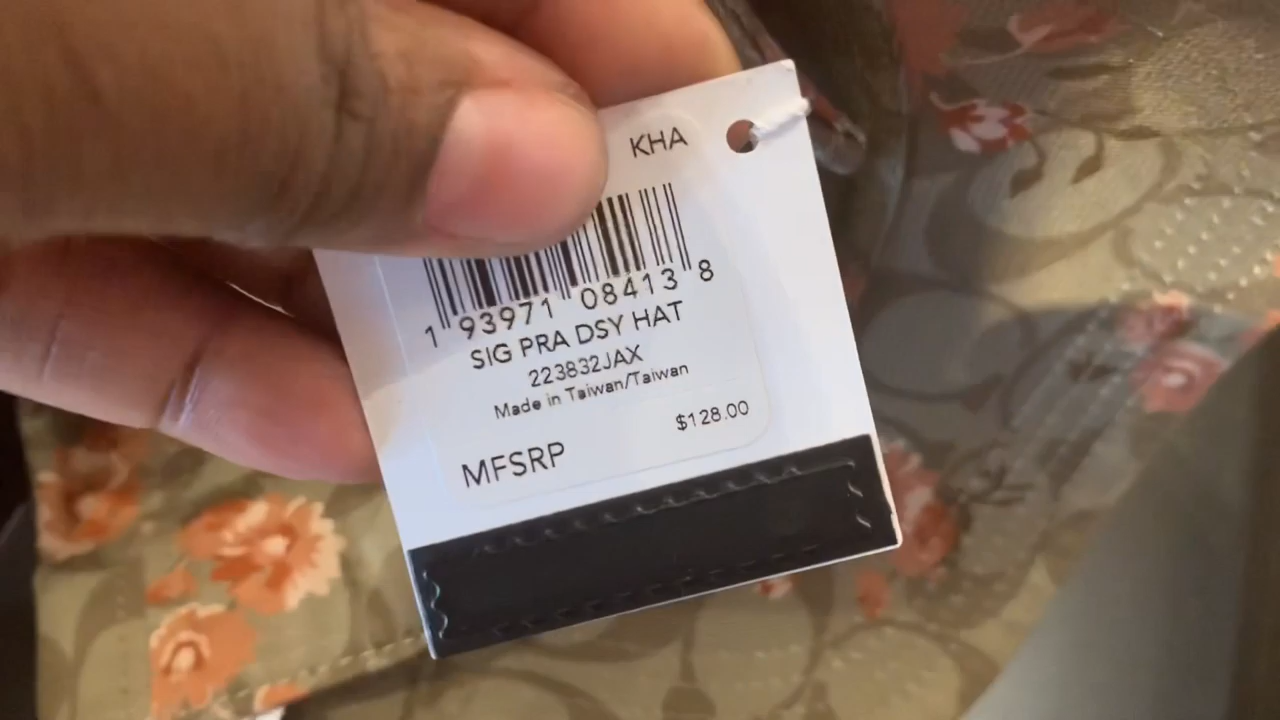 KHA
1 93971 08413 8
SIG PRA DSY HAT
223832JAX
Made in Taiwan/Taiwan
$128.00
MFSRP